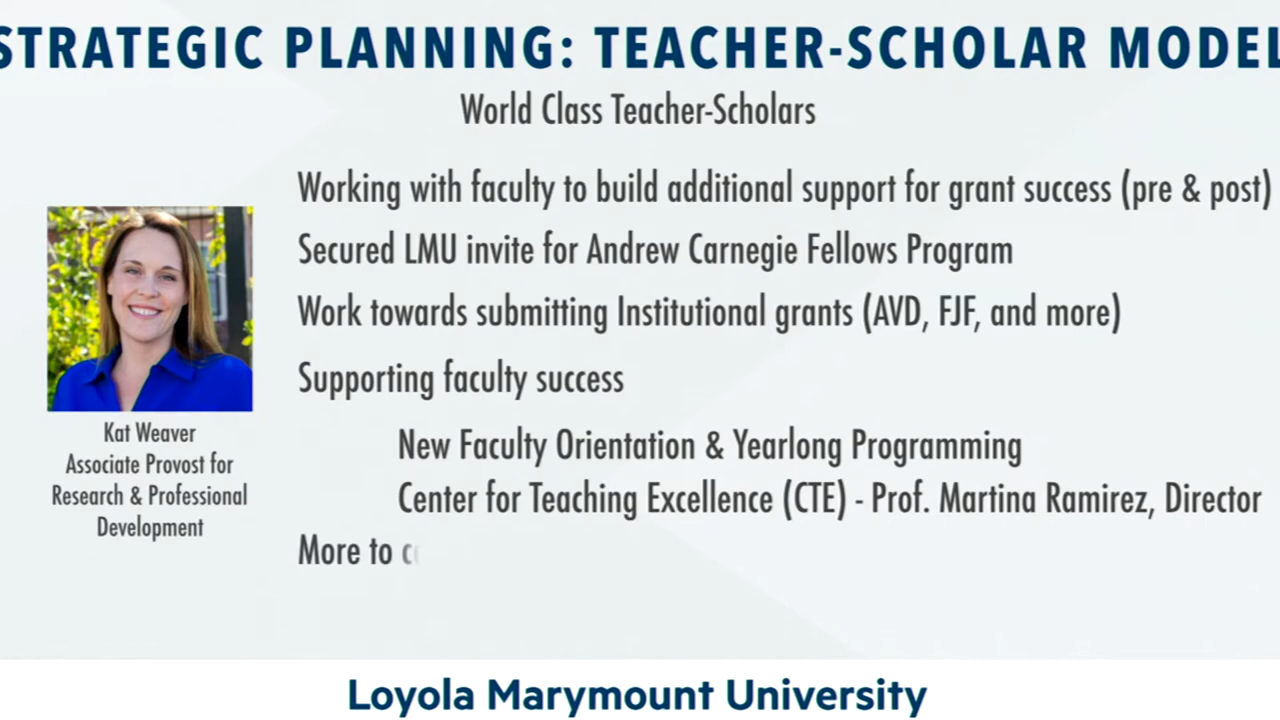 STRATEGIC PLANNING: TEACHER-SCHOLAR MODEL
World Class Teacher-Scholars
Working with faculty to build additional support for grant success (pre & post)
Secured LMU invite for Andrew Carnegie Fellows Program
Work towards submitting Institutional grants (AVD, FJF, and more)
Supporting faculty success
New Faculty Orientation & Yearlong Programming
Center for Teaching Excellence (CTE) - Prof. Martina Ramirez, Director
More to
Kat Weaver
Associate Provost for
Research & Professional
Development
Loyola Marymount University